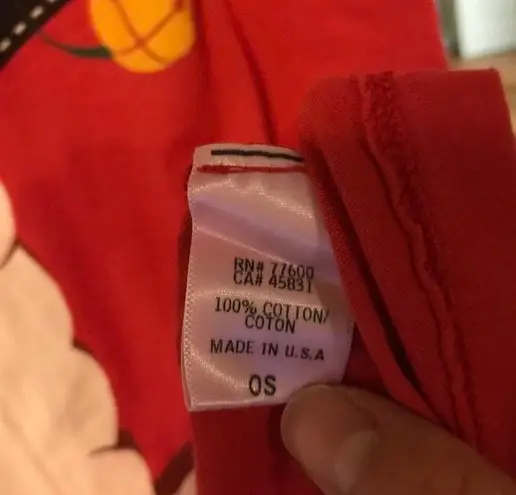 RN# 77600
CA# 45831
100% COTTON/
COTON
MADE IN U.S.A
OS